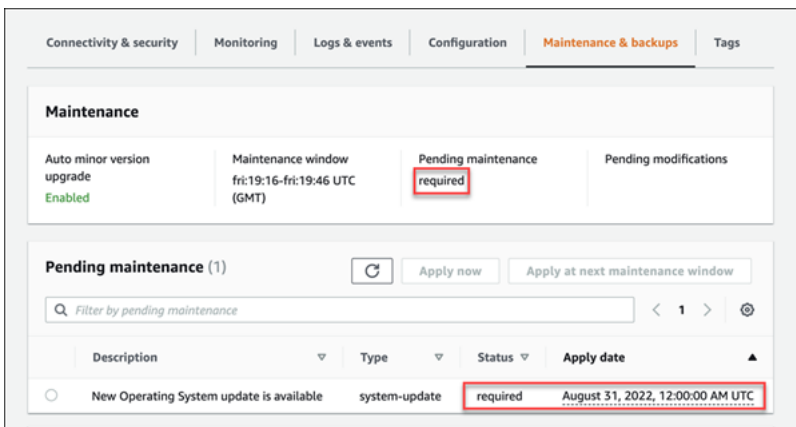 Connectivity & security Monitoring Logs & events Configuration Maintenance & backups Tags
Maintenance
Auto minor version upgrade
Enabled
Maintenance window
fri:19:16-fri:19:46 UTC
(GMT)
Pending maintenance
required
Pending modifications
Pending maintenance (1) Apply now Apply at next maintenance window
Filter by pending maintenance 1
Description Type Status Apply date
New Operating System update is available system-update required August 31, 2022, 12:00:00 AM UTC